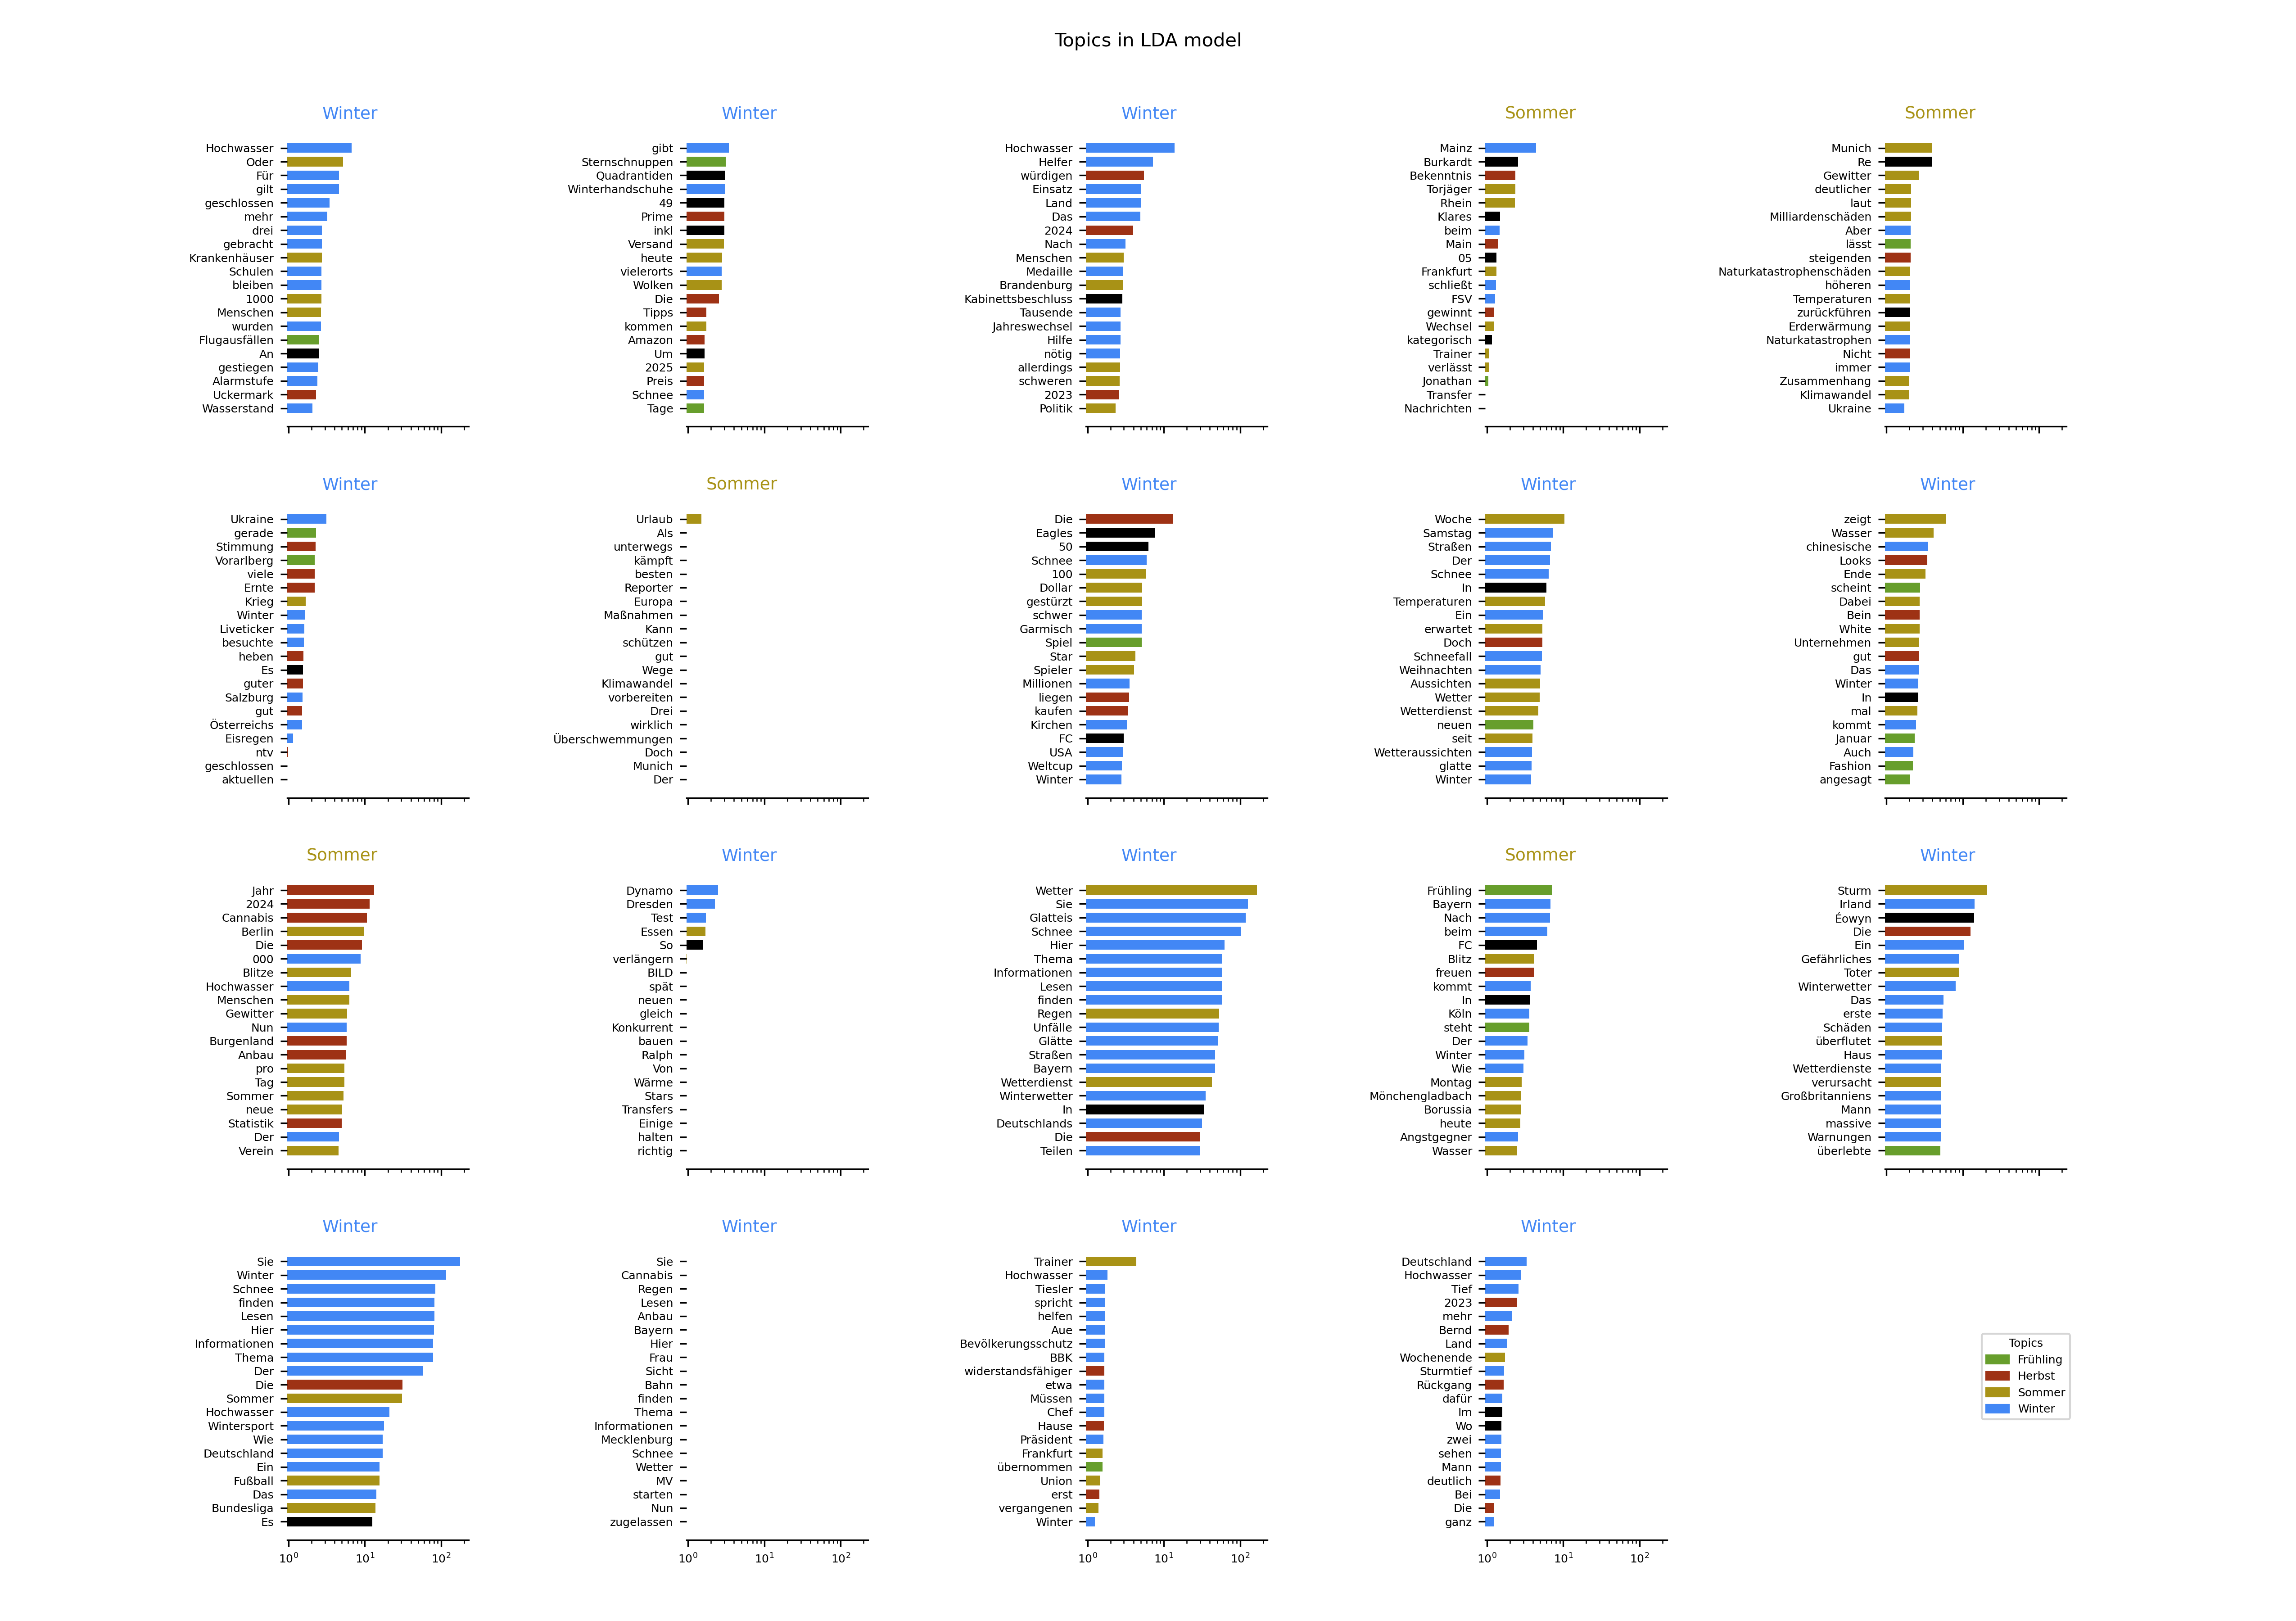 Topics in LDA model
Winter
Hochwasser
Oder
Für
gilt
geschlossen
mehr
drei
gebracht
Krankenhäuser
Schulen
bleiben
1000
Menschen
wurden
Flugausfällen
An
gestiegen
Alarmstufe
Uckermark
Wasserstand
Winter
gibt
Sternschnuppen
Quadrantiden
Winterhandschuhe
49
Prime
inkl
Versand
heute
vielerorts
Wolken
Die
Tipps
kommen
Amazon
Um
2025
Preis
Schnee
Tage
Winter
Hochwasser
Helfer
würdigen
Einsatz
Land
Das
2024
Nach
Menschen
Medaille
Brandenburg
Kabinettsbeschluss
Tausende
Jahreswechsel
Hilfe
nötig
allerdings
schweren
2023
Politik
Sommer
Mainz
Burkardt
Bekenntnis
Torjäger
Rhein
Klares
beim
Main
05
Frankfurt
schließt
FSV
gewinnt
Wechsel
kategorisch
Trainer
verlässt
Jonathan
Transfer
Nachrichten
Sommer
Munich
Re
Gewitter
deutlicher
laut
Milliardenschäden
Aber
lässt
steigenden
Naturkatastrophenschäden
höheren
Temperaturen
zurückführen
Erderwärmung
Naturkatastrophen
Nicht
immer
Zusammenhang
Klimawandel
Ukraine
Winter
Ukraine
gerade
Stimmung
Vorarlberg
viele
Ernte
Krieg
Winter
Liveticker
besuchte
heben
Es
guter
Salzburg
gut
Österreichs
Eisregen
ntv
geschlossen
aktuellen
Sommer
Urlaub
Als
unterwegs
kämpft
besten
Reporter
Europa
Maßnahmen
Kann
schützen
gut
Wege
Klimawandel
vorbereiten
Drei
wirklich
Überschwemmungen
Doch
Munich
Der
Winter
Die
Eagles
50
Schnee
100
Dollar
gestürzt
schwer
Garmisch
Spiel
Star
Spieler
Millionen
liegen
kaufen
Kirchen
FC
USA
Weltcup
Winter
Winter
Woche
Samstag
Straßen
Der
Schnee
In
Temperaturen
Ein
erwartet
Doch
Schneefall
Weihnachten
Aussichten
Wetter
Wetterdienst
neuen
seit
Wetteraussichten
glatte
Winter
Winter
zeigt
Wasser
chinesische
Looks
Ende
scheint
Dabei
Bein
White
Unternehmen
gut
Das
Winter
In
mal
kommt
Januar
Auch
Fashion
angesagt
Sommer
Jahr
2024
Cannabis
Berlin
Die
000
Blitze
Hochwasser
Menschen
Gewitter
Nun
Burgenland
Anbau
pro
Tag
Sommer
neue
Statistik
Der
Verein
Winter
Dynamo
Dresden
Test
Essen
So
verlängern
BILD
spät
neuen
gleich
Konkurrent
bauen
Ralph
Von
Wärme
Stars
Transfers
Einige
halten
richtig
Winter
Wetter
Sie
Glatteis
Schnee
Hier
Thema
Informationen
Lesen
finden
Regen
Unfälle
Glätte
Straßen
Bayern
Wetterdienst
Winterwetter
In
Deutschlands
Die
Teilen
Sommer
Frühling
Bayern
Nach
beim
FC
Blitz
freuen
kommt
In
Köln
steht
Der
Winter
Wie
Montag
Mönchengladbach
Borussia
heute
Angstgegner
Wasser
Winter
Sturm
Irland
Éowyn
Die
Ein
Gefährliches
Toter
Winterwetter
Das
erste
Schäden
überflutet
Haus
Wetterdienste
verursacht
Großbritanniens
Mann
massive
Warnungen
überlebte
Winter
Sie
Winter
Schnee
finden
Lesen
Hier
Informationen
Thema
Der
Die
Sommer
Hochwasser
Wintersport
Wie
Deutschland
Ein
Fußball
Das
Bundesliga
Es
10⁰ 10¹ 10²
Winter
Sie
Cannabis
Regen
Lesen
Anbau
Bayern
Hier
Frau
Sicht
Bahn
finden
Thema
Informationen
Mecklenburg
Schnee
Wetter
MV
starten
Nun
zugelassen
10⁰ 10¹ 10²
Winter
Trainer
Hochwasser
Tiesler
spricht
helfen
Aue
Bevölkerungsschutz
BBK
widerstandsfähiger
etwa
Müssen
Chef
Hause
Präsident
Frankfurt
übernommen
Union
erst
vergangenen
Winter
10⁰ 10¹ 10²
Winter
Deutschland
Hochwasser
Tief
2023
mehr
Bernd
Land
Wochenende
Sturmtief
Rückgang
dafür
Im
Wo
zwei
sehen
Mann
deutlich
Bei
Die
ganz
10⁰ 10¹ 10²
Topics
Frühling
Herbst
Sommer
Winter